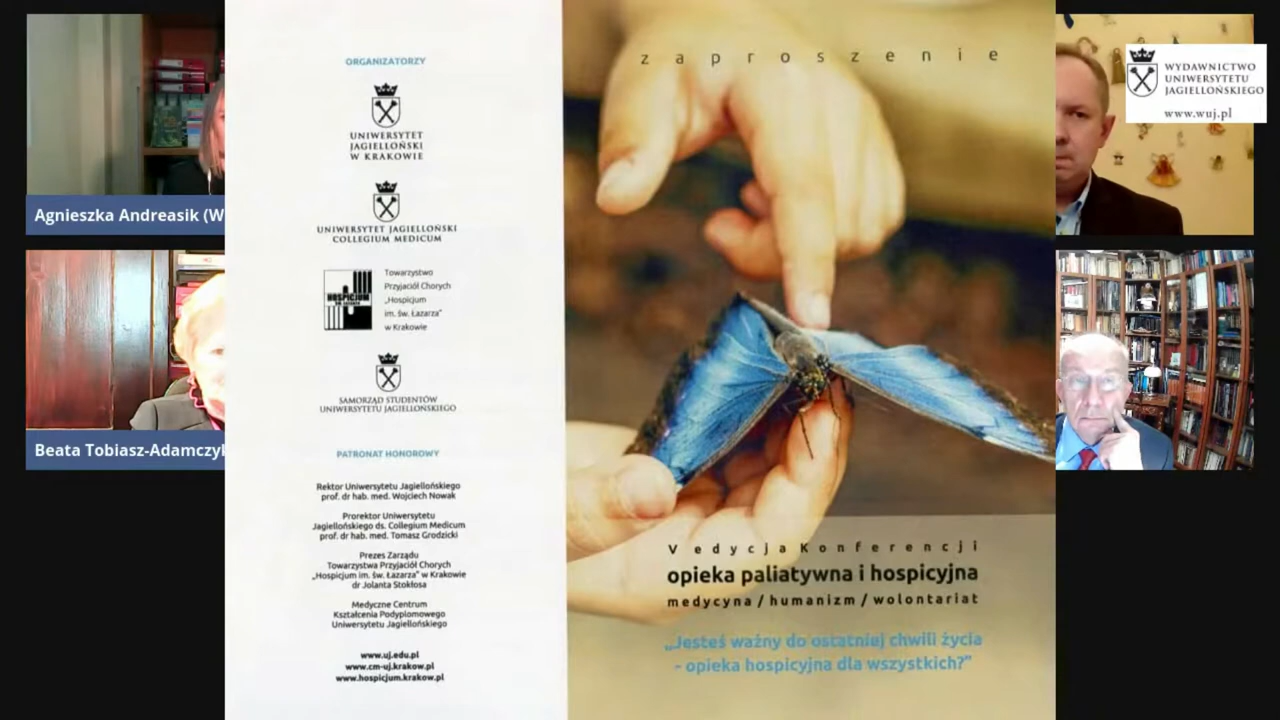 Agnieszka Andreasik (W
Beata Tobiasz-Adamczyk
ORGANIZATORZY
UNIWERSYTET
JAGIELLOŃSKI
W KRAKOWIE
UNIWERSYTET JAGIELLOŃSKI
COLLEGIUM MEDICUM
HOSPICJUM
ŚW. ŁAZARZA
Towarzystwo
Przyjaciół Chorych
„Hospicjum
im. św. Łazarza”
w Krakowie
SAMORZĄD STUDENTÓW
UNIWERSYTETU JAGIELLOŃSKIEGO
PATRONAT HONOROWY
Rektor Uniwersytetu Jagiellońskiego
prof. dr hab. med. Wojciech Nowak
Prorektor Uniwersytetu
Jagiellońskiego ds. Collegium Medicum
prof. dr hab. med. Tomasz Grodzicki
Prezes Zarządu
Towarzystwa Przyjaciół Chorych
„Hospicjum im. św. Łazarza” w Krakowie
dr Jolanta Stokłosa
Medyczne Centrum
Kształcenia Podyplomowego
Uniwersytetu Jagiellońskiego
www.uj.edu.pl
www.cm-uj.krakow.pl
www.hospicjum.krakow.pl
zaproszenie
V edycja Konferencji
opieka paliatywna i hospicyjna
medycyna / humanizm / wolontariat
„Jesteś ważny do ostatniej chwili życia
- opieka hospicyjna dla wszystkich?”
WYDAWNICTWO
UNIWERSYTETU
JAGIELLOŃSKIEGO
www.wuj.pl